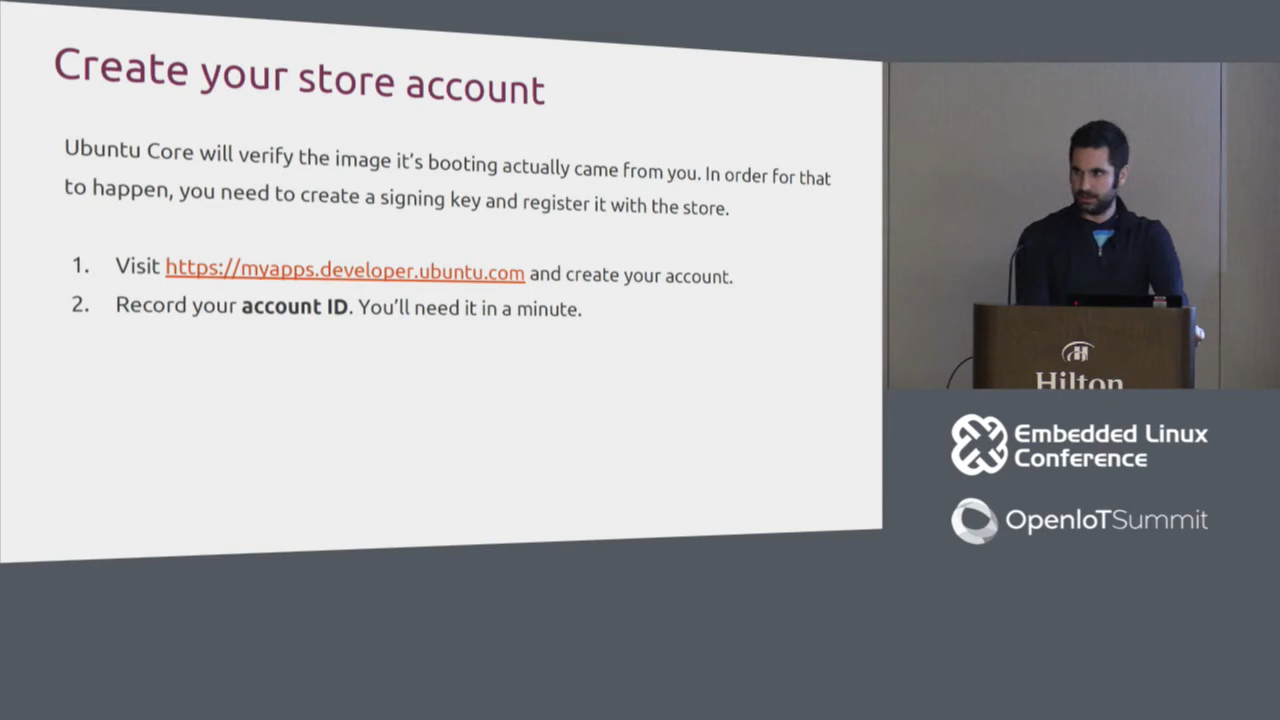 Create your store account
Ubuntu Core will verify the image it's booting actually came from you. In order for that
to happen, you need to create a signing key and register it with the store.
1. Visit https://myapps.developer.ubuntu.com and create your account.
2. Record your account ID. You'll need it in a minute.
Hilton
Embedded Linux
Conference
OpenIoTSummit